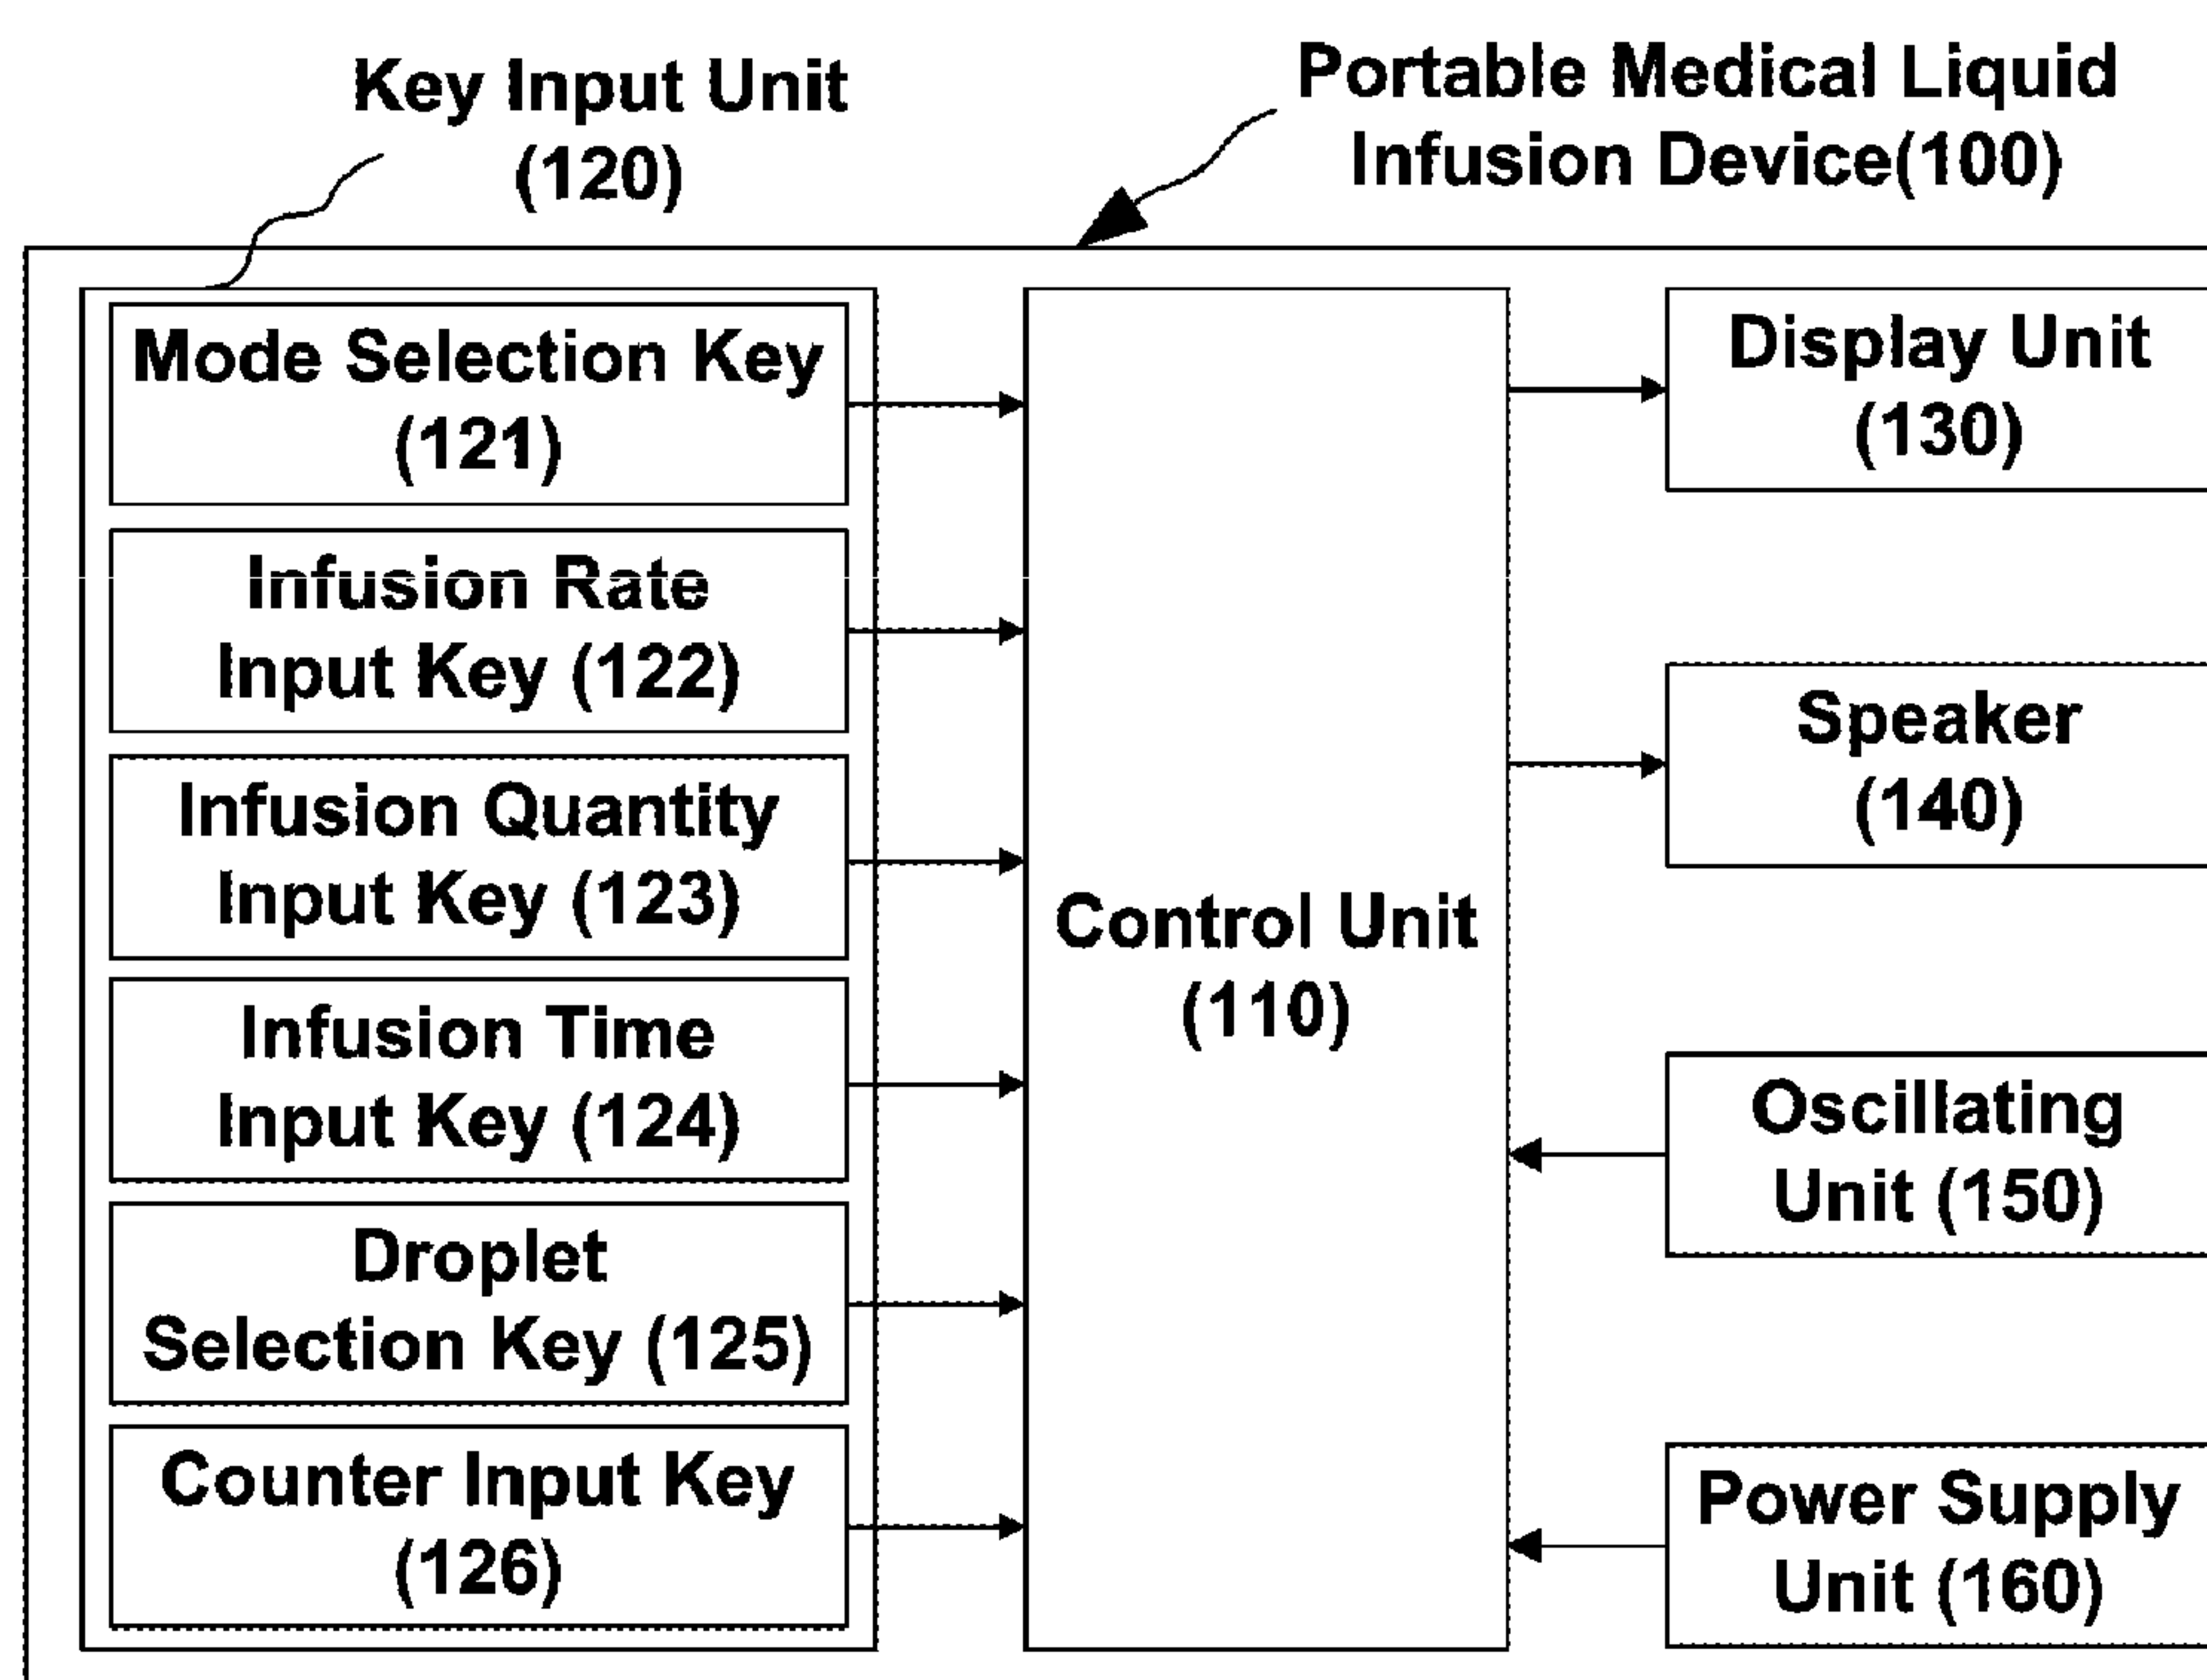 Key Input Unit
(120)
Portable Medical Liquid
Infusion Device(100)
Mode Selection Key
(121)
Infusion Rate
Input Key (122)
Infusion Quantity
Input Key (123)
Infusion Time
Input Key (124)
Droplet
Selection Key (125)
Counter Input Key
(126)
Control Unit
(110)
Display Unit
(130)
Speaker
(140)
Oscillating
Unit (150)
Power Supply
Unit (160)